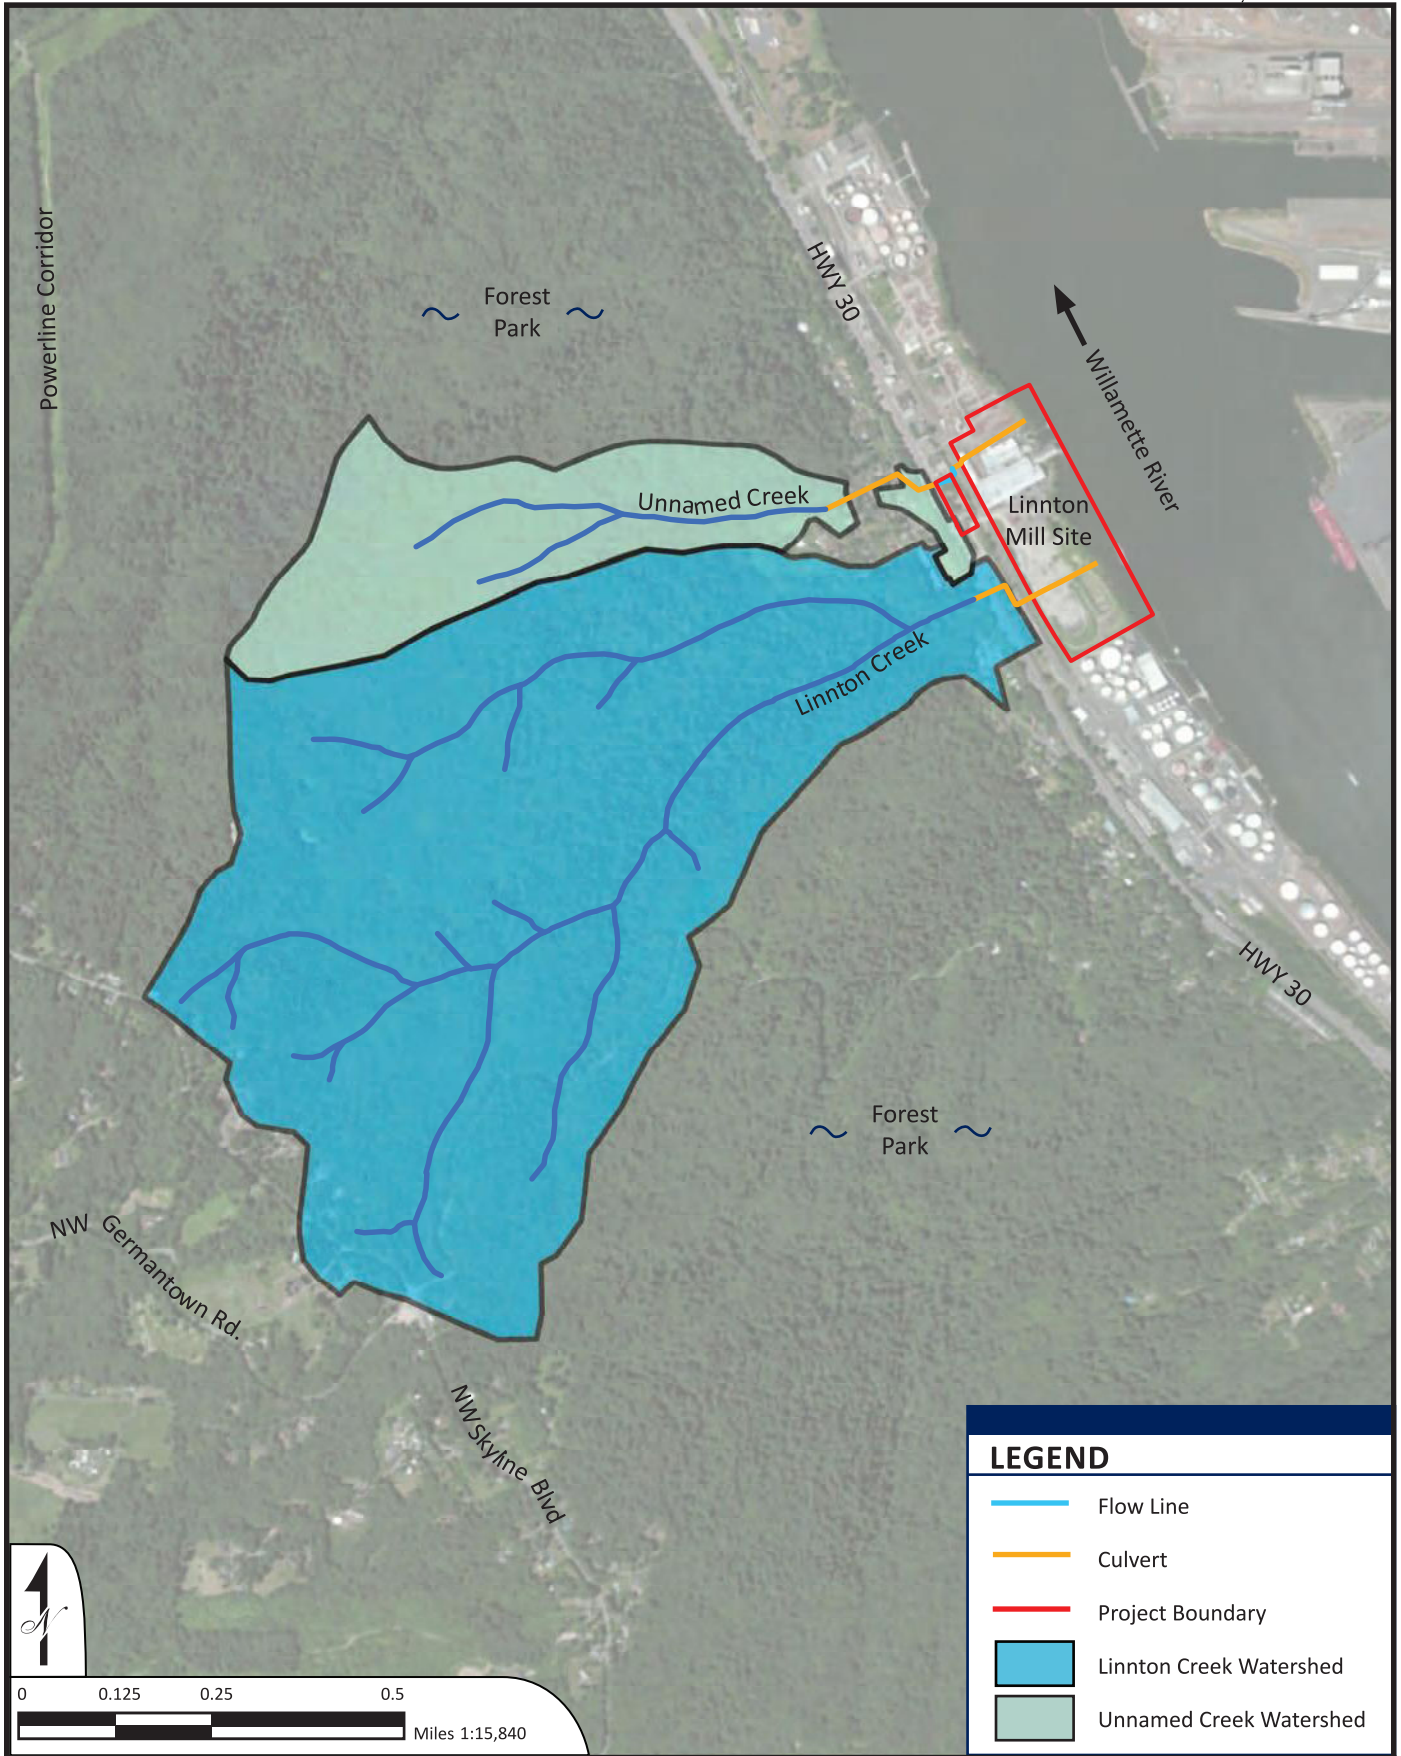 Powerline Corridor
Forest
Park
HWY 30
Willamette River
Unnamed Creek
Linnton
Mill Site
Linnton Creek
HWY 30
Forest
Park
NW Germantown Rd.
NW Skyline Blvd
LEGEND
Flow Line
Culvert
Project Boundary
Linnton Creek Watershed
Unnamed Creek Watershed
N
0 0.125 0.25 0.5
Miles 1:15,840